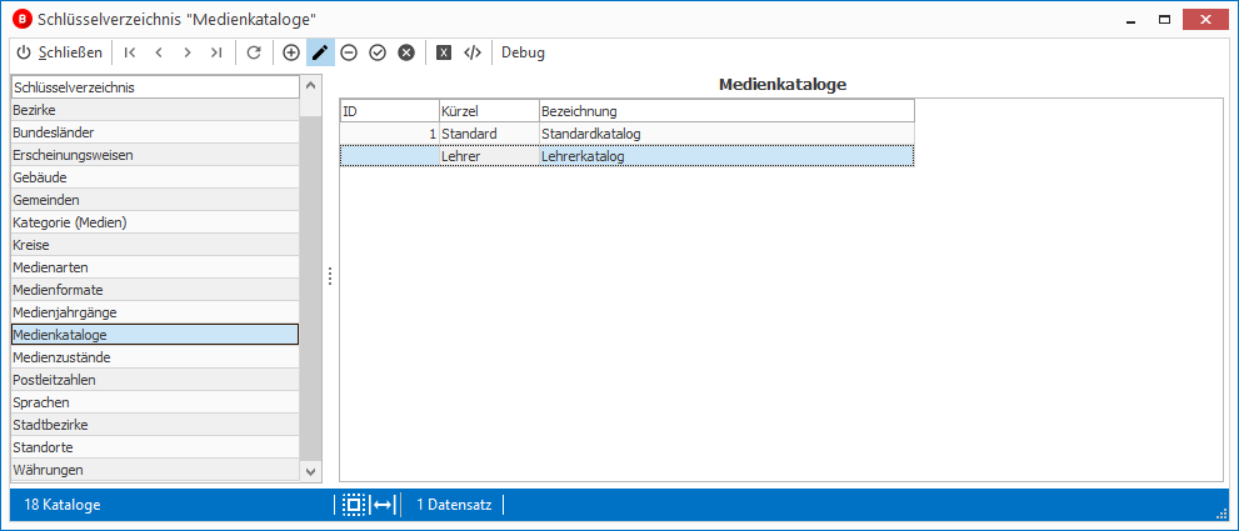 B Schlüsselverzeichnis "Medienkataloge"
Schließen Debug
Schlüsselverzeichnis
Bezirke
Bundesländer
Erscheinungsweisen
Gebäude
Gemeinden
Kategorie (Medien)
Kreise
Medienarten
Medienformate
Medienjahrgänge
Medienkataloge
Medienzustände
Postleitzahlen
Sprachen
Stadtbezirke
Standorte
Währungen
Medienkataloge
ID Kürzel Bezeichnung
1 Standard Standardkatalog
Lehrer Lehrerkatalog
18 Kataloge 1 Datensatz